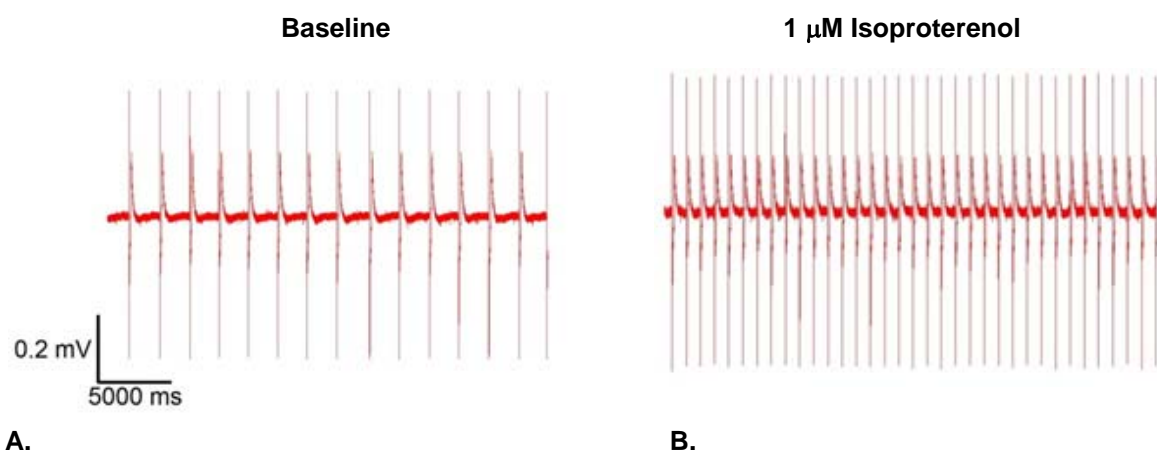 Baseline
1 μM Isoproterenol
0.2 mV
5000 ms
A.
B.